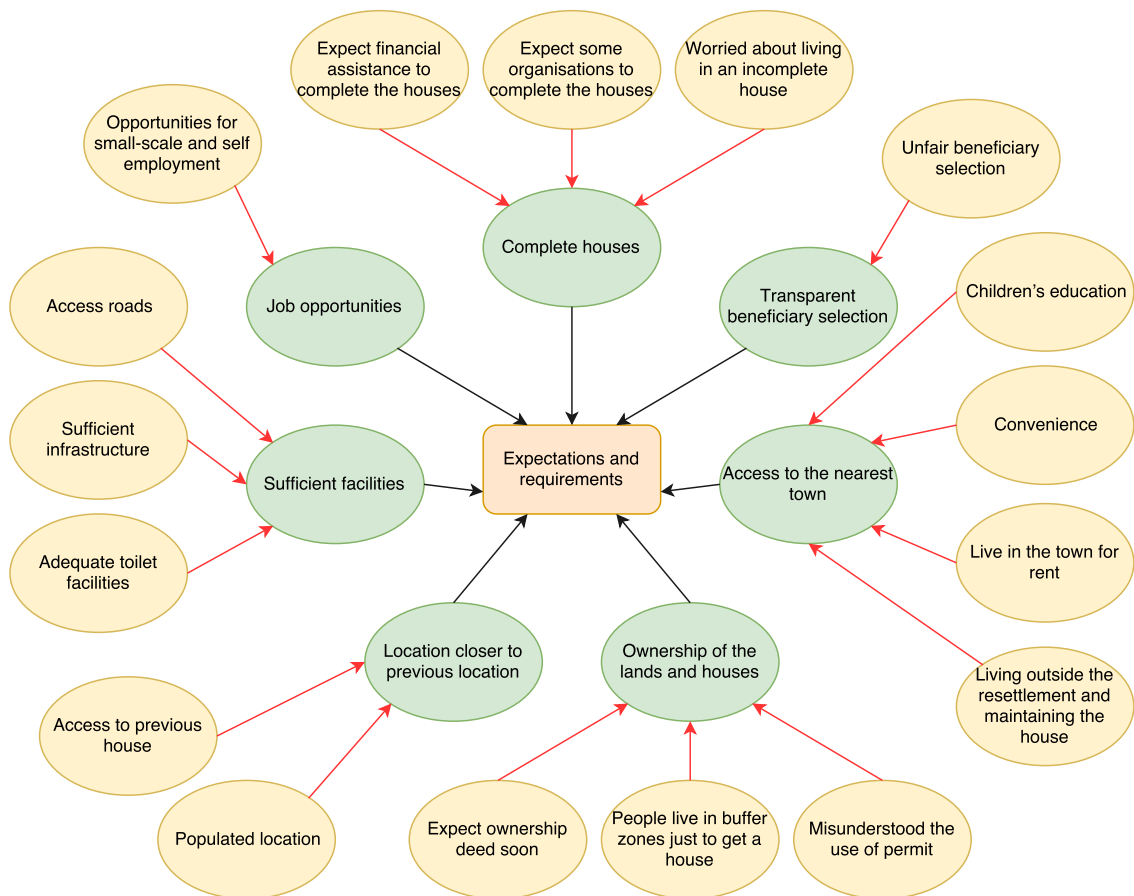 Expect financial
assistance to
complete the houses
Expect some
organisations to
complete the houses
Worried about living
in an incomplete
house
Opportunities for
small-scale and self
employment
Unfair beneficiary
selection
Complete houses
Access roads
Job opportunities
Transparent
beneficiary selection
Children’s education
Sufficient
infrastructure
Sufficient facilities
Expectations and
requirements
Access to the nearest
town
Convenience
Adequate toilet
facilities
Live in the town for
rent
Location closer to
previous location
Ownership of the
lands and houses
Living outside the
resettlement and
maintaining the
house
Access to previous
house
Populated location
Expect ownership
deed soon
People live in buffer
zones just to get a
house
Misunderstood the
use of permit